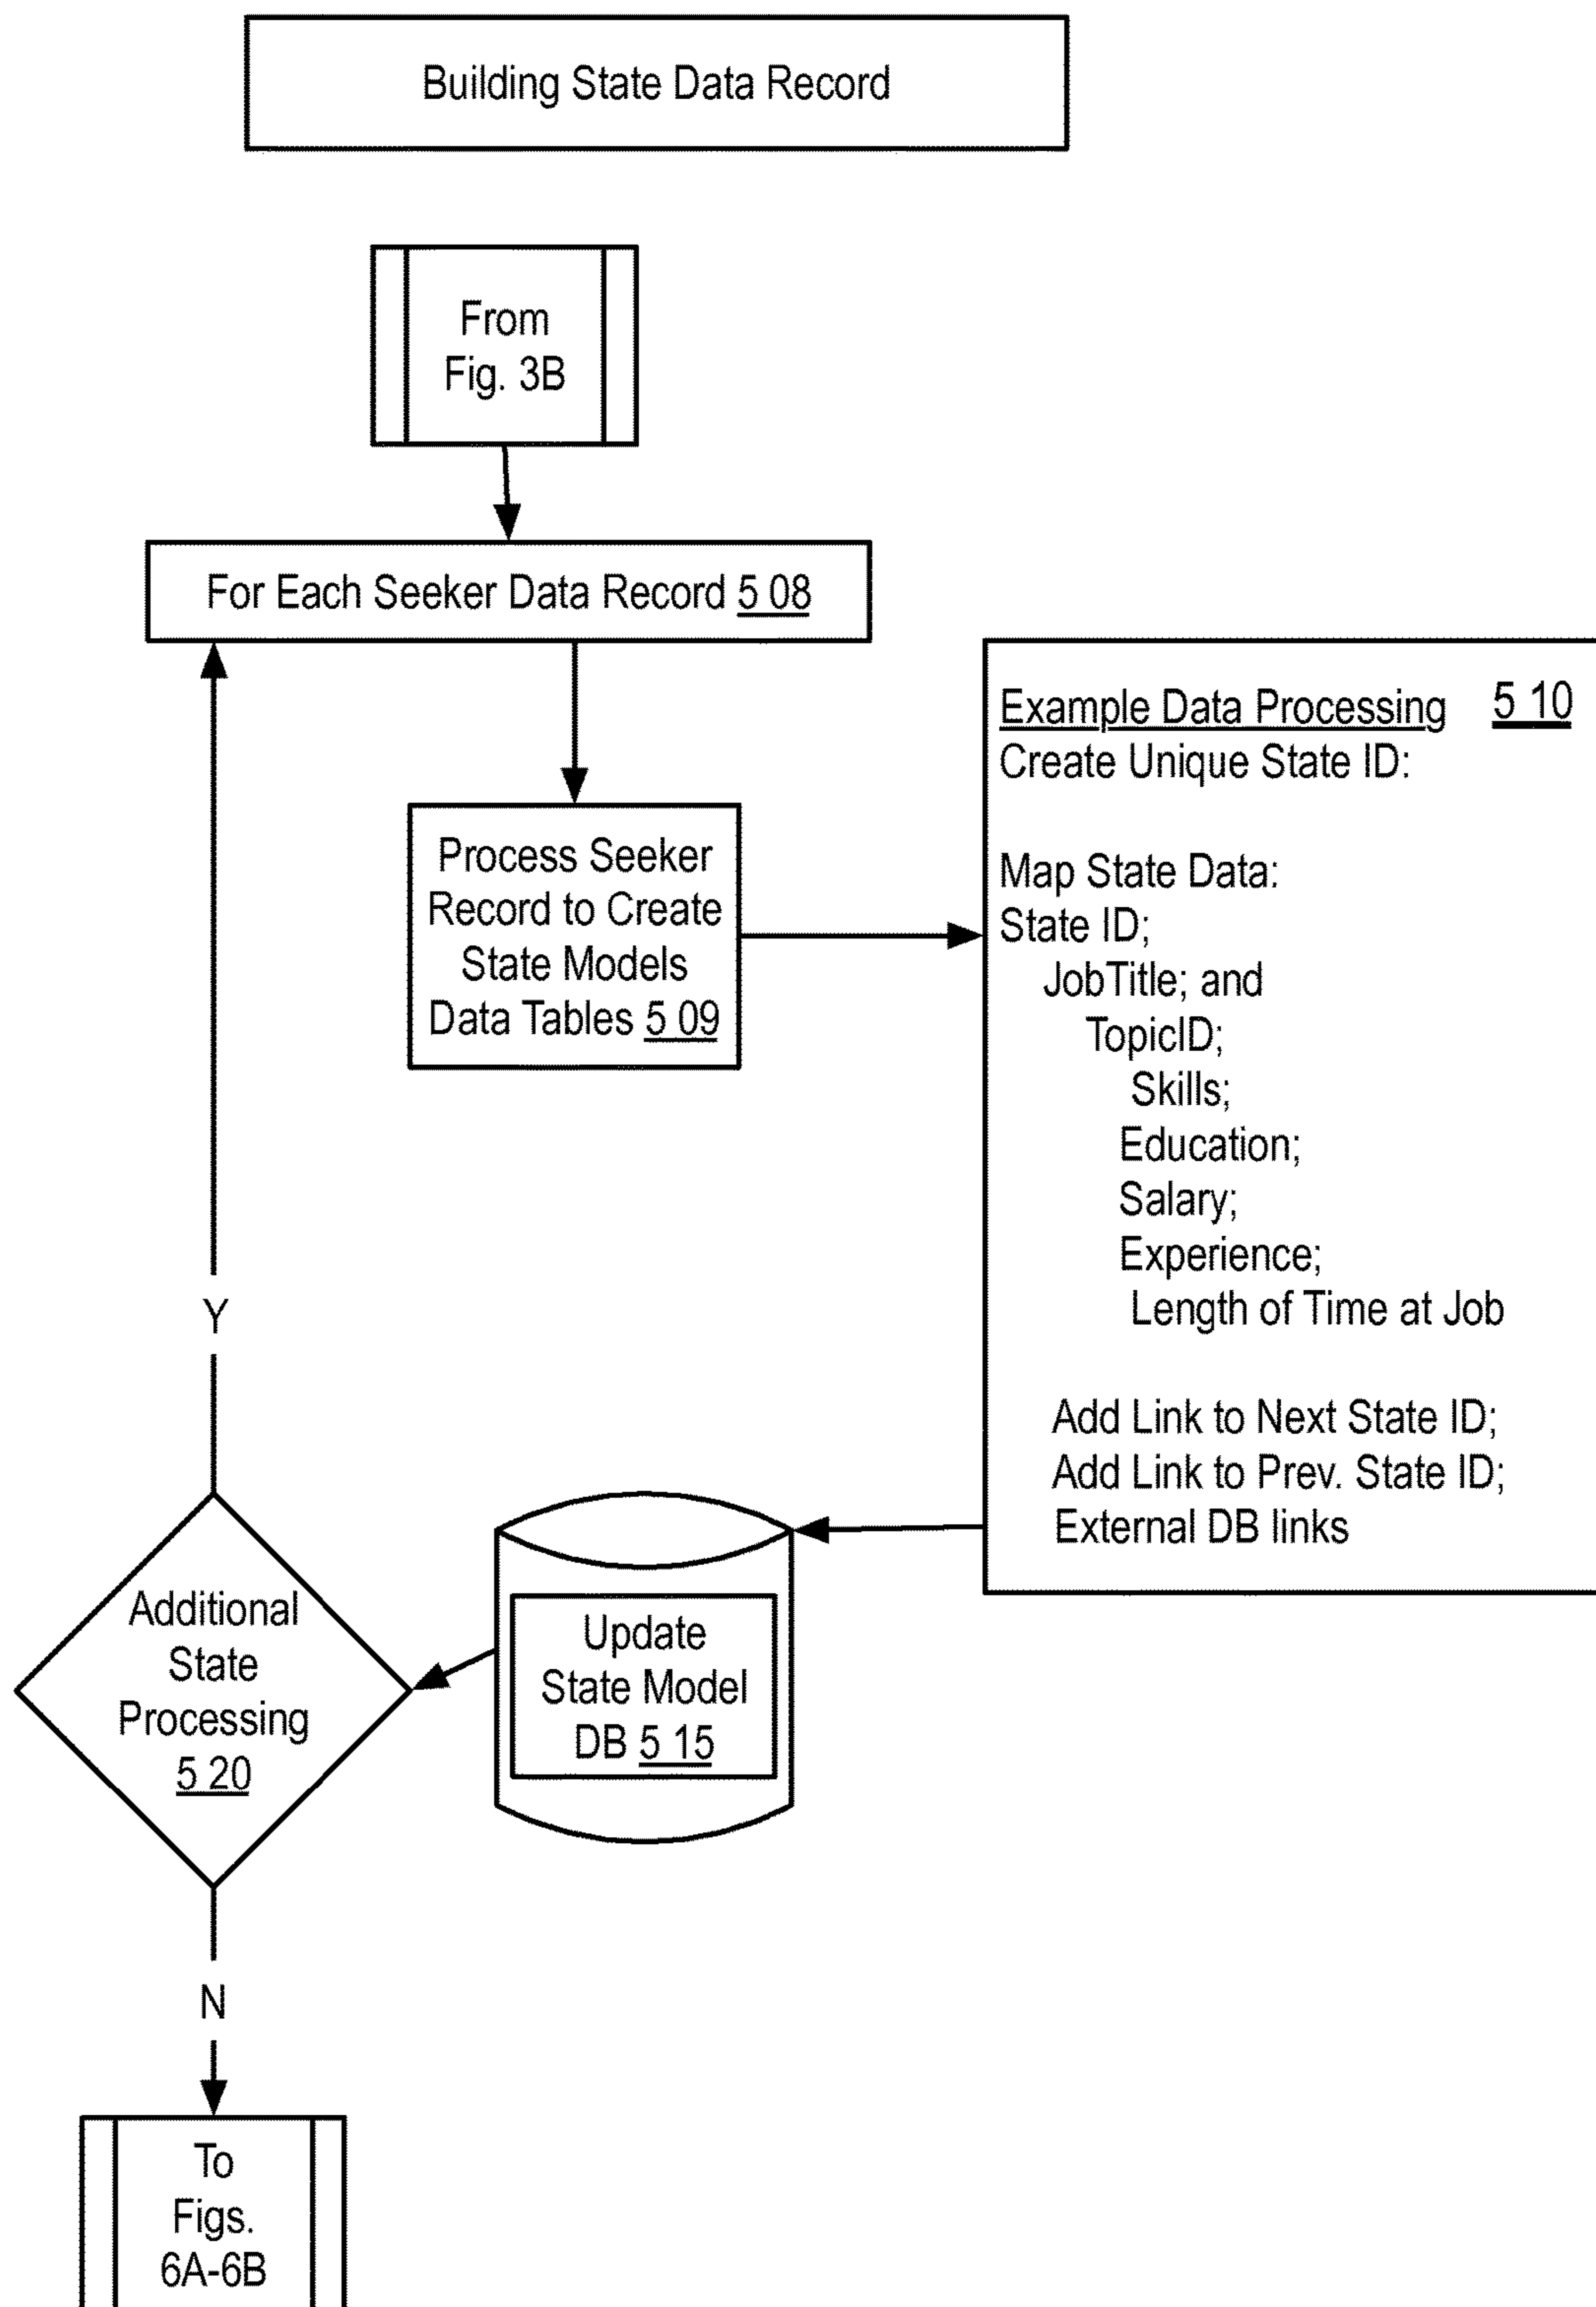 Building State Data Record
From
Fig. 3B
For Each Seeker Data Record 5 08
Process Seeker
Record to Create
State Models
Data Tables 5 09
Example Data Processing 5 10
Create Unique State ID:
Map State Data:
State ID;
JobTitle; and
TopicID;
Skills;
Education;
Salary;
Experience;
Length of Time at Job
Add Link to Next State ID;
Add Link to Prev. State ID;
External DB links
Update
State Model
DB 5 15
Additional
State
Processing
5 20
Y
N
To
Figs.
6A-6B